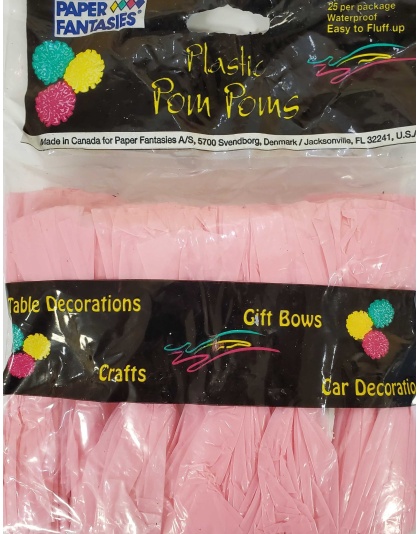 PAPER
FANTASIES
25 per package
Waterproof
Easy to Fluff up
Plastic
Pom Poms
Made in Canada for Paper Fantasies A/S, 5700 Svendborg, Denmark / Jacksonville, FL 32241, U.S.A
Table Decorations
Gift Bows
Crafts
Car Decoratio